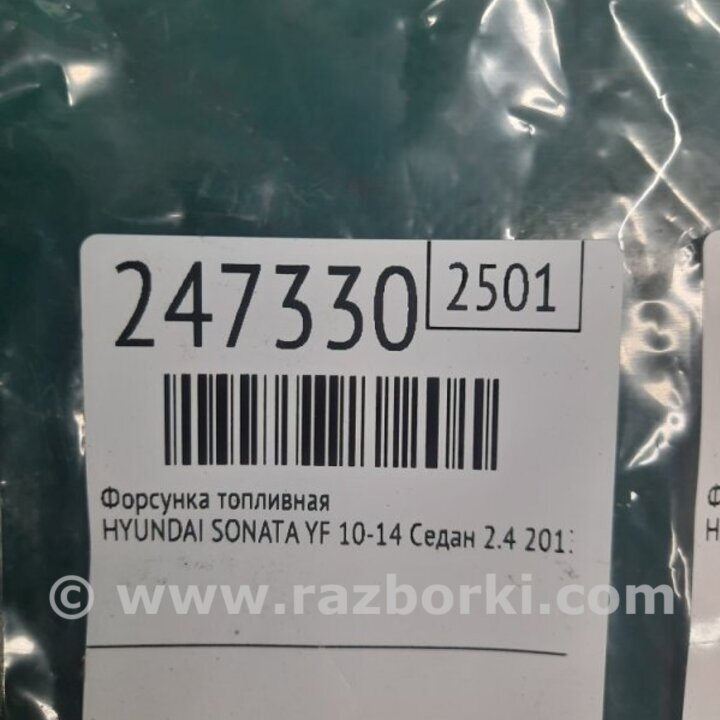 247330
2501
Форсунка топливная
HYUNDAI SONATA YF 10-14 Седан 2.4
© www.razborki.com
Ф
H